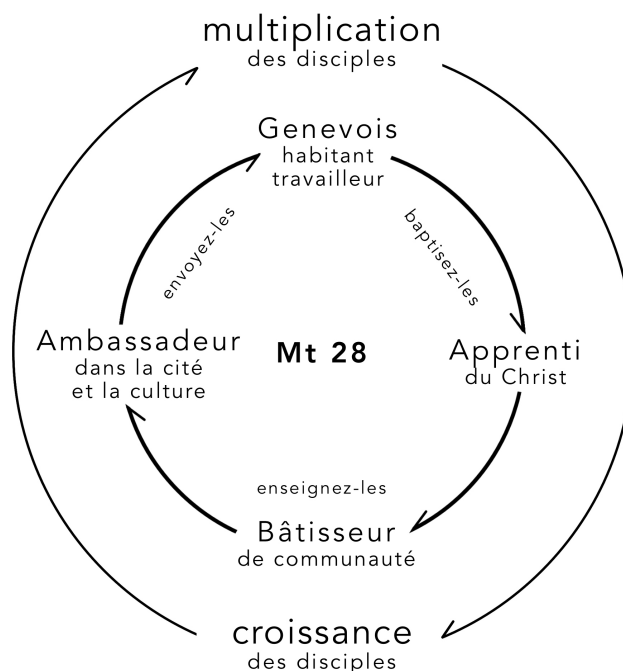 multiplication
des disciples
Genevois
habitant
travailleur
envoyez-les
baptisez-les
Ambassadeur
dans la cité
et la culture
Mt 28
Apprenti
du Christ
enseignez-les
Bâtisseur
de communauté
croissance
des disciples